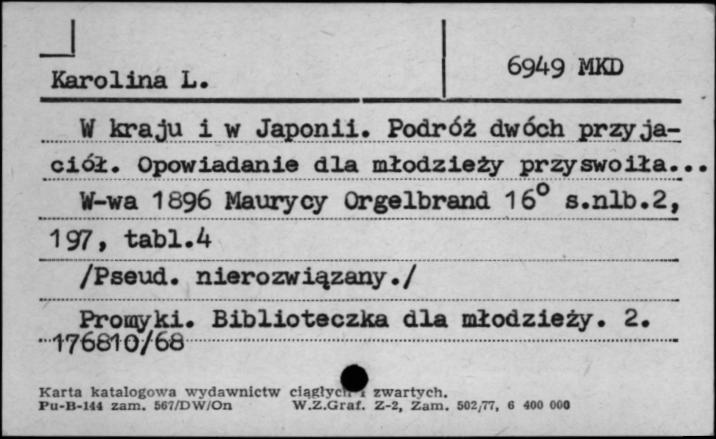 Karolina L.
6949 MKD
W kraju i w Japonii. Podróż dwóch przyja-
ciół. Opowiadanie dla młodzieży przyswoiła...
W-wa 1896 Maurycy Orgelbrand 16° s.nlb.2,
197, tabl.4
/Pseud. nierozwiązany./
Promyki. Biblioteczka dla młodzieży. 2.
176810/68
Karta katalogowa wydawnictw ciągłych i zwartych.
Pu-B-144 zam. 567/DW/On W.Z.Graf. Z-2, Zam. 502/77, 6 400 000